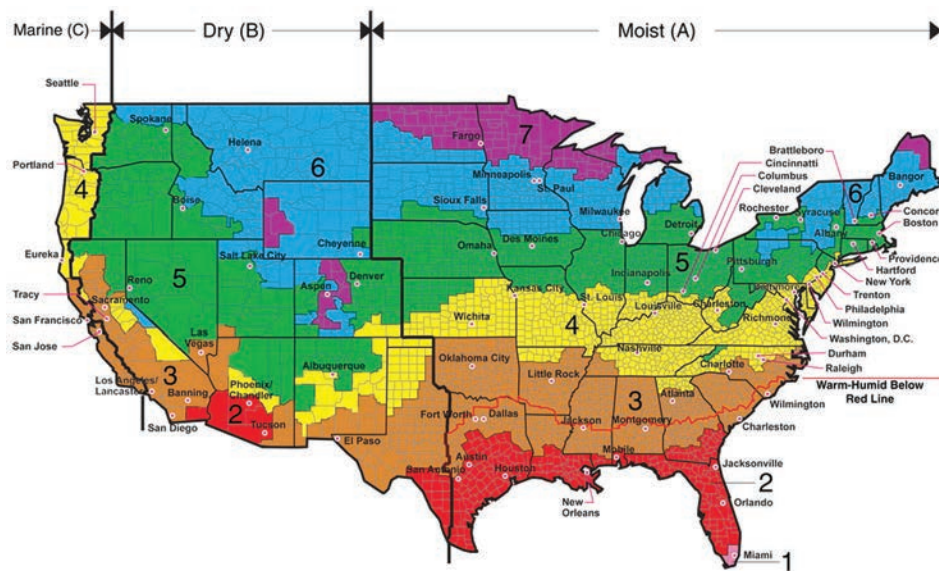 Marine (C)
Dry (B)
Moist (A)
Seattle
Spokane
Helena
Fargo
7
Brattleboro
Cincinnatti
Columbus
Cleveland
Bangor
6
Portland
4
6
Minneapolis
St. Paul
Rochester
Syracuse
Concord
Boston
Boise
Sioux Falls
Milwaukee
Detroit
Albany
Cheyenne
Chicago
Providence
Hartford
Eureka
Reno
5
Salt Lake City
Omaha
Des Moines
5
Pittsburgh
New York
Trenton
Denver
Aspen
Indianapolis
Philadelphia
Tracy
Sacramento
Kansas City
St. Louis
Louisville
Charleston
Wilmington
San Francisco
Wichita
4
Richmond
Washington, D.C.
San Jose
Las
Vegas
Nashville
Durham
Raleigh
3
Albuquerque
Oklahoma City
Little Rock
Charlotte
Warm-Humid Below
Red Line
Los Angeles/
Lancaster
Banning
Phoenix/
Chandler
2
Atlanta
Wilmington
San Diego
Tucson
El Paso
Fort Worth
Dallas
Jackson
3
Montgomery
Charleston
Mobile
San Antonio
Austin
Houston
New
Orleans
Jacksonville
2
Orlando
Miami
1